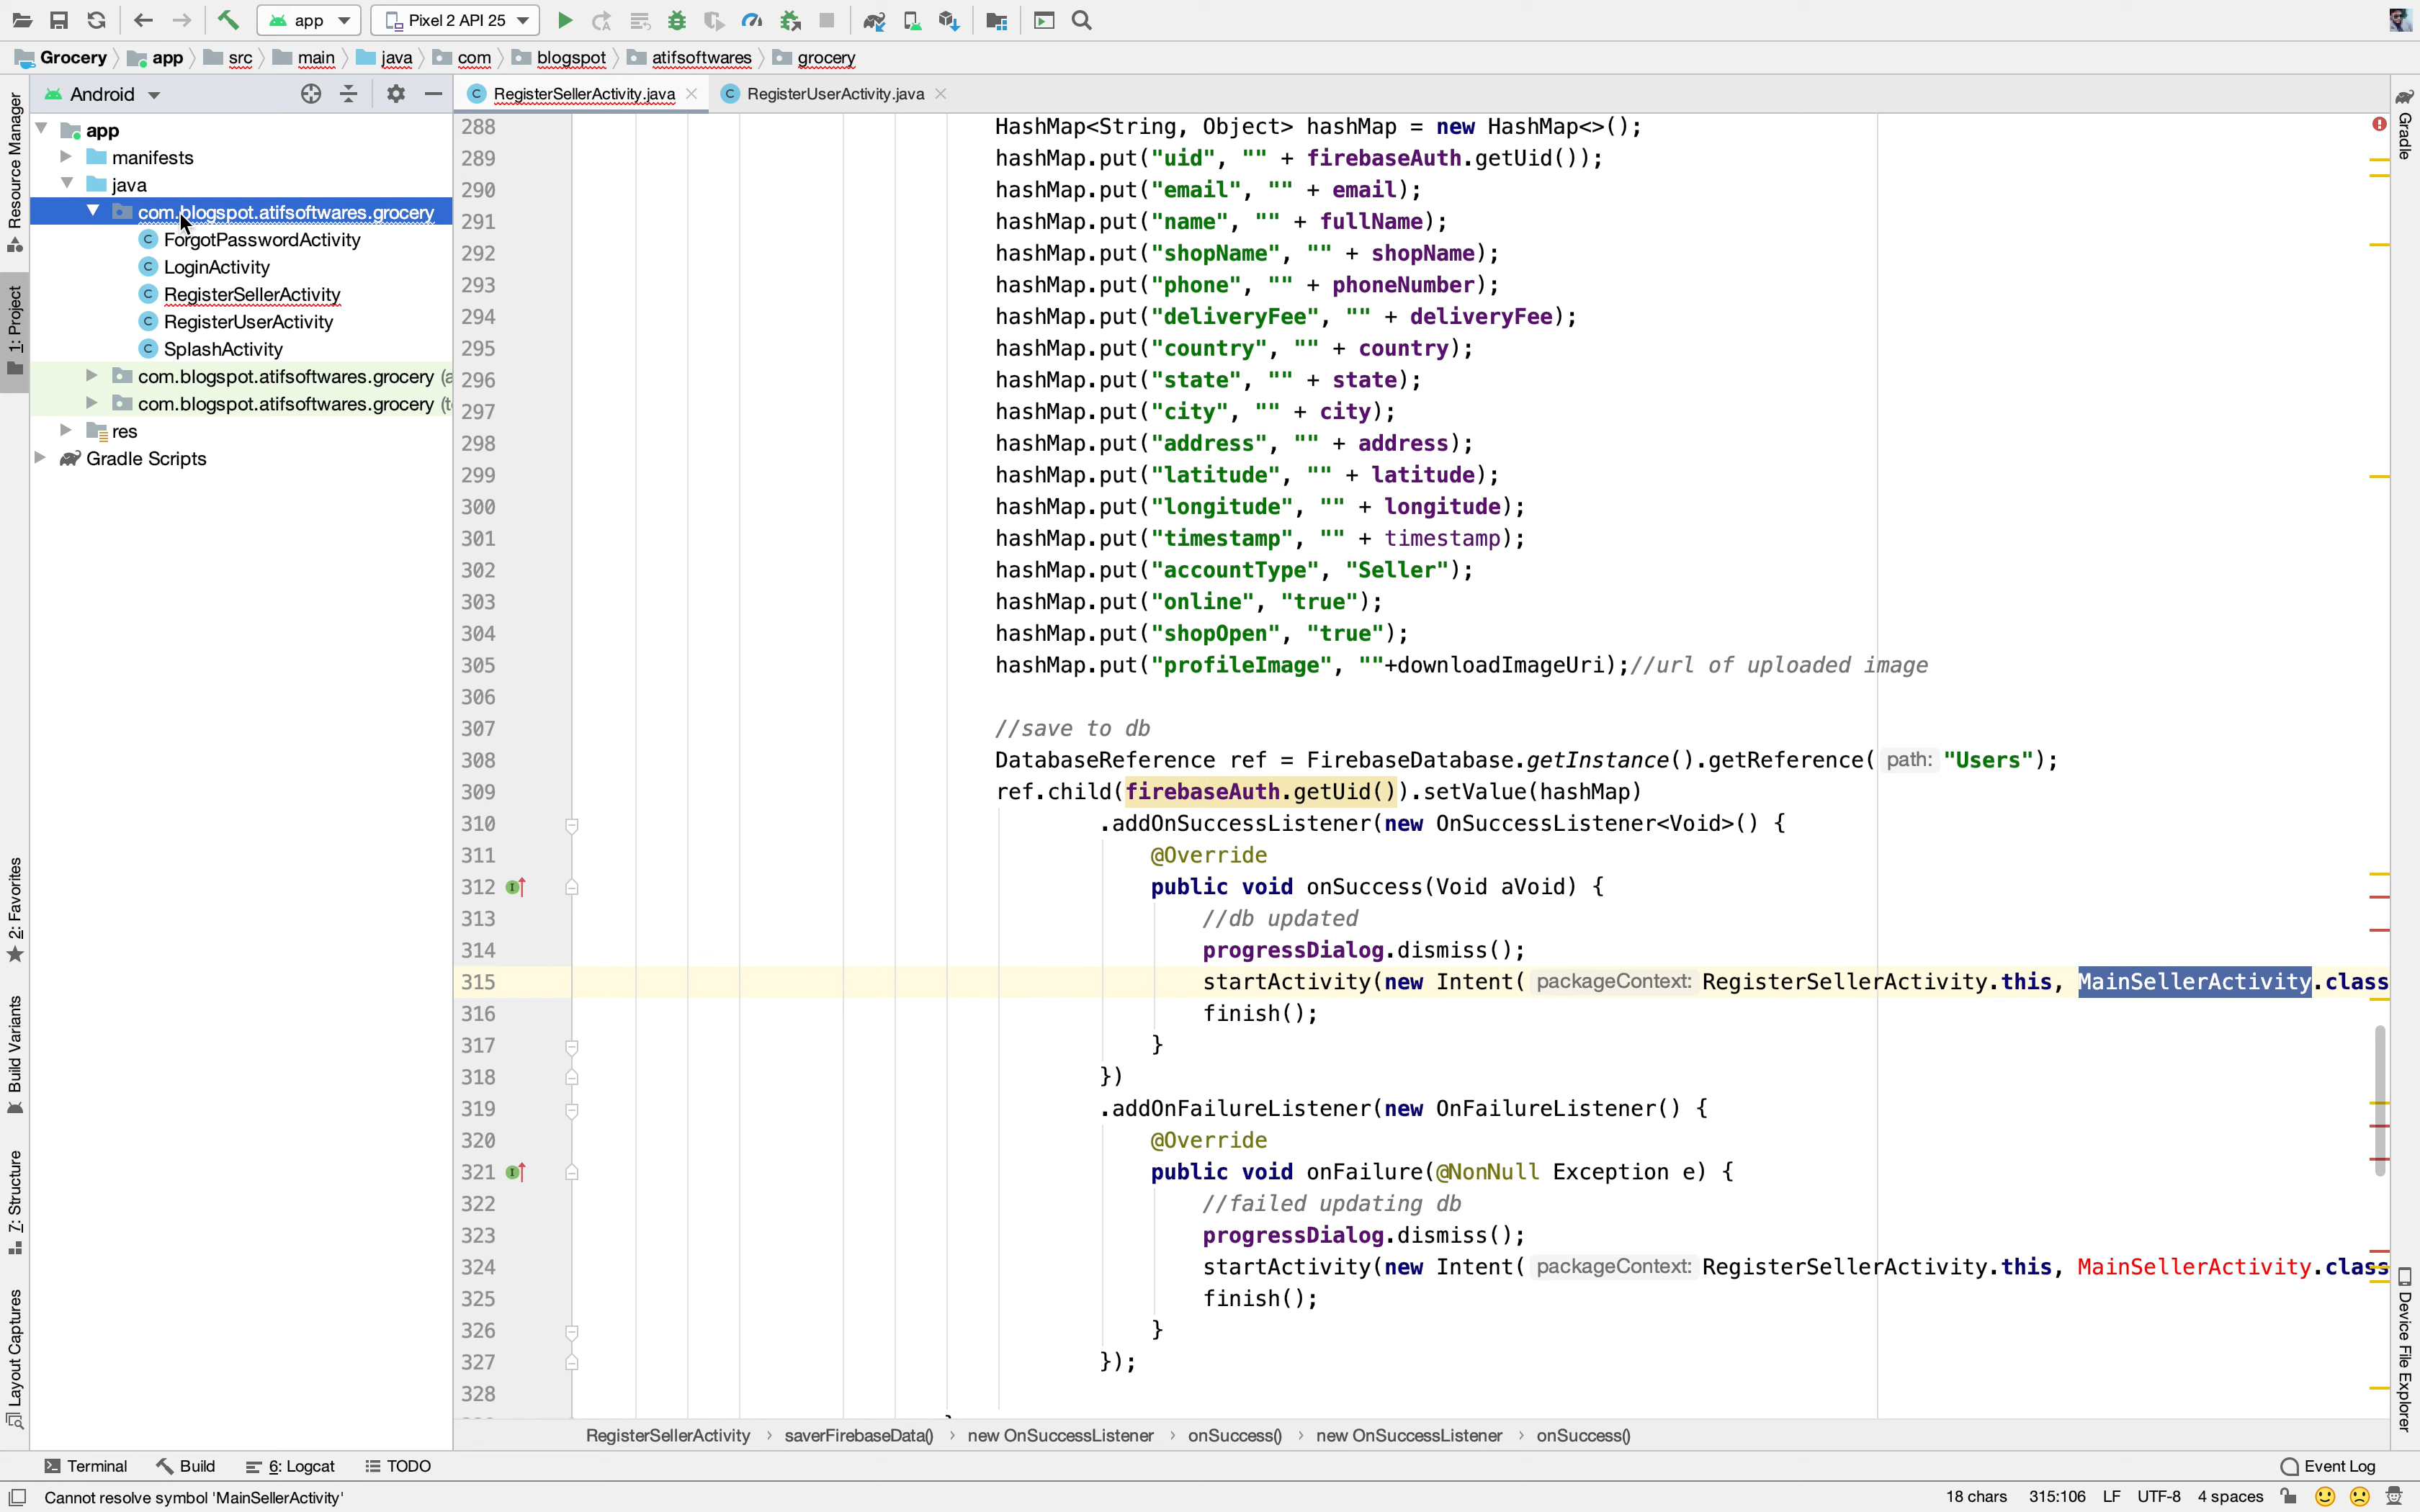 app
Pixel 2 API 25
Grocery app src main java com blogspot atifsoftwares grocery
Android
RegisterSellerActivity.java
RegisterUserActivity.java
Resource Manager
1: Project
2: Favorites
Build Variants
7: Structure
Layout Captures
app
manifests
java
com.blogspot.atifsoftwares.grocery
ForgotPasswordActivity
LoginActivity
RegisterSellerActivity
RegisterUserActivity
SplashActivity
com.blogspot.atifsoftwares.grocery
com.blogspot.atifsoftwares.grocery
res
Gradle Scripts
288 HashMap<String, Object> hashMap = new HashMap<>();
289 hashMap.put("uid", "" + firebaseAuth.getUid());
290 hashMap.put("email", "" + email);
291 hashMap.put("name", "" + fullName);
292 hashMap.put("shopName", "" + shopName);
293 hashMap.put("phone", "" + phoneNumber);
294 hashMap.put("deliveryFee", "" + deliveryFee);
295 hashMap.put("country", "" + country);
296 hashMap.put("state", "" + state);
297 hashMap.put("city", "" + city);
298 hashMap.put("address", "" + address);
299 hashMap.put("latitude", "" + latitude);
300 hashMap.put("longitude", "" + longitude);
301 hashMap.put("timestamp", "" + timestamp);
302 hashMap.put("accountType", "Seller");
303 hashMap.put("online", "true");
304 hashMap.put("shopOpen", "true");
305 hashMap.put("profileImage", ""+downloadImageUri);//url of uploaded image
306
307 //save to db
308 DatabaseReference ref = FirebaseDatabase.getInstance().getReference( path: "Users");
309 ref.child(firebaseAuth.getUid()).setValue(hashMap)
310 .addOnSuccessListener(new OnSuccessListener<Void>() {
311 @Override
312 public void onSuccess(Void aVoid) {
313 //db updated
314 progressDialog.dismiss();
315 startActivity(new Intent( packageContext: RegisterSellerActivity.this, MainSellerActivity.class
316 finish();
317 }
318 })
319 .addOnFailureListener(new OnFailureListener() {
320 @Override
321 public void onFailure(@NonNull Exception e) {
322 //failed updating db
323 progressDialog.dismiss();
324 startActivity(new Intent( packageContext: RegisterSellerActivity.this, MainSellerActivity.class
325 finish();
326 }
327 });
328
RegisterSellerActivity › saverFirebaseData() › new OnSuccessListener › onSuccess() › new OnSuccessListener › onSuccess()
Gradle
Device File Explorer
Terminal Build 6: Logcat TODO Event Log
Cannot resolve symbol 'MainSellerActivity' 18 chars 315:106 LF UTF-8 4 spaces